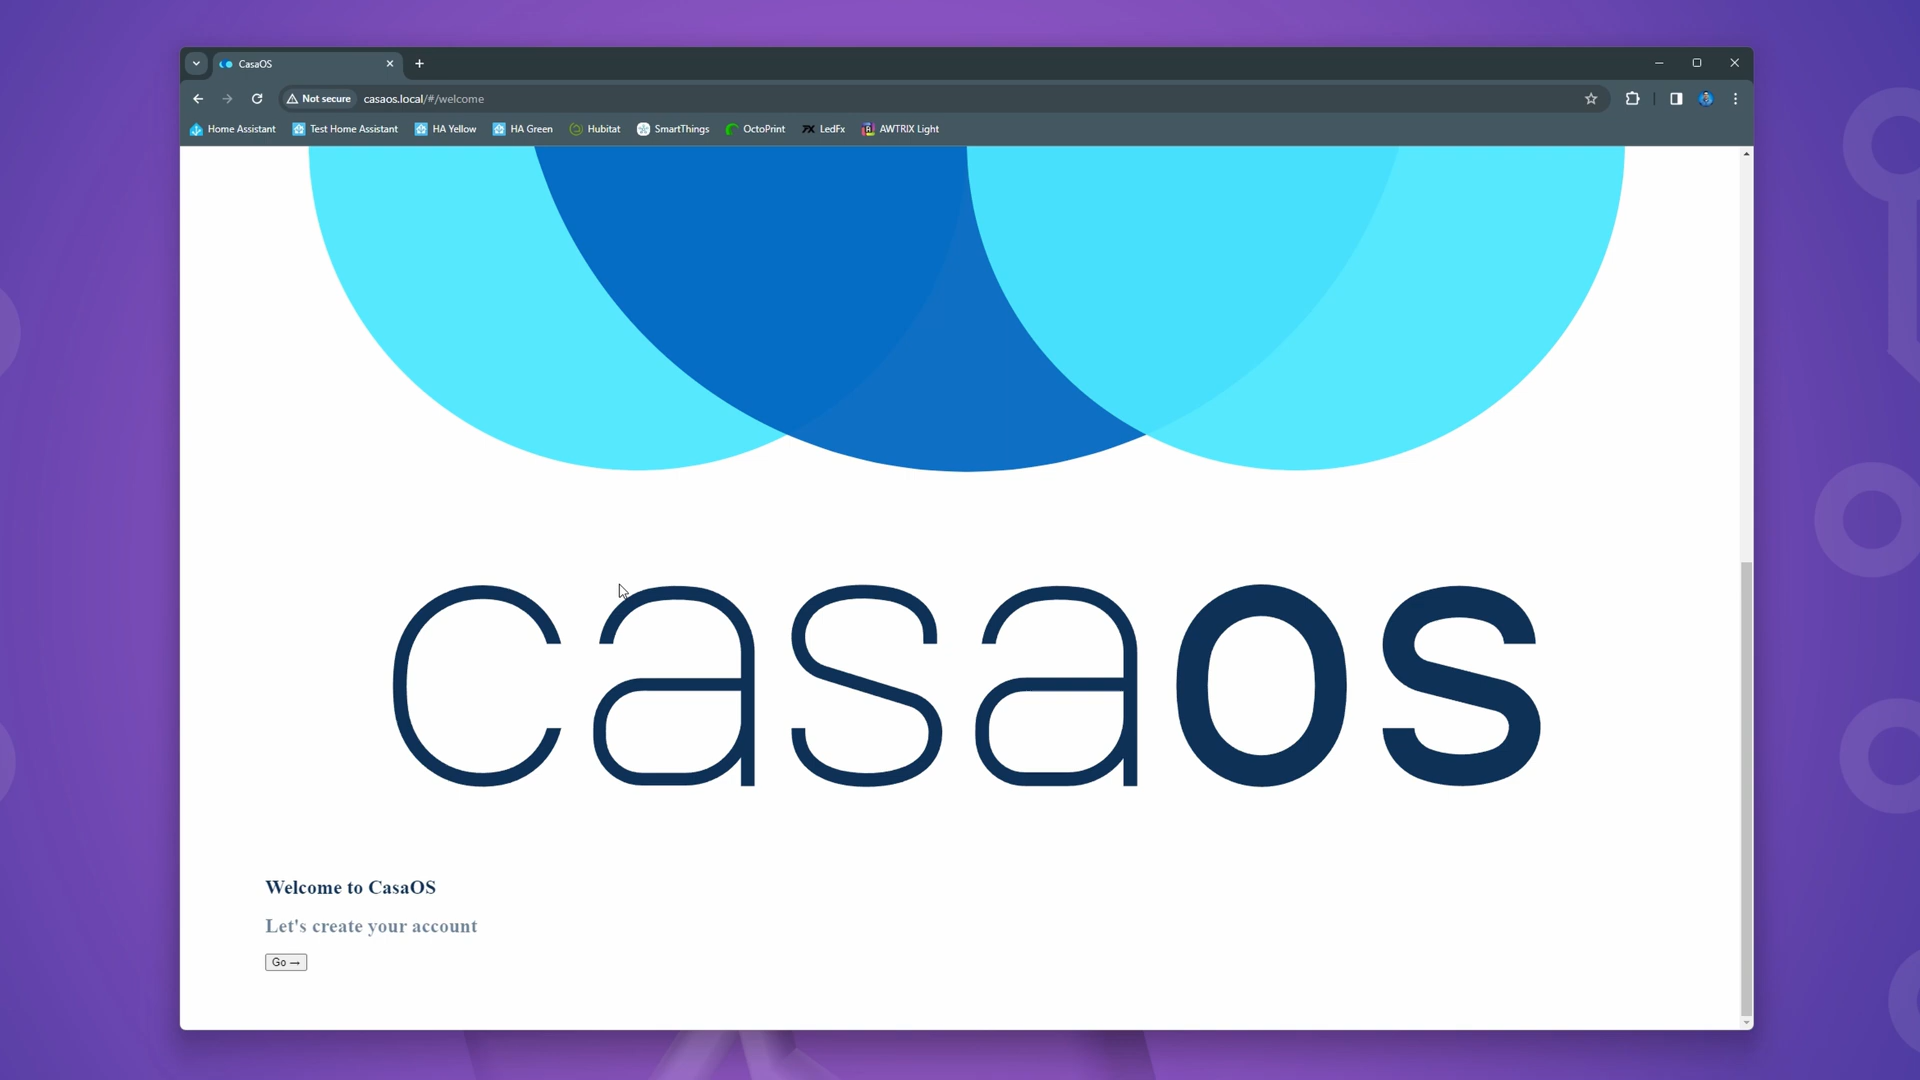 CasaOS
Not secure casaos.local/#/welcome
Home Assistant Test Home Assistant HA Yellow HA Green Hubitat SmartThings OctoPrint LedFx AWTRIX Light
casaos
Welcome to CasaOS
Let's create your account
Go →